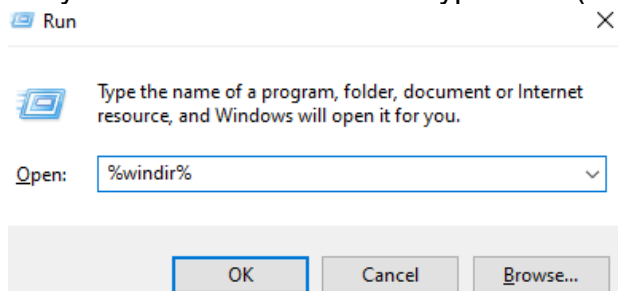 Run
Type the name of a program, folder, document or Internet
resource, and Windows will open it for you.
Open: %windir%
OK Cancel Browse...